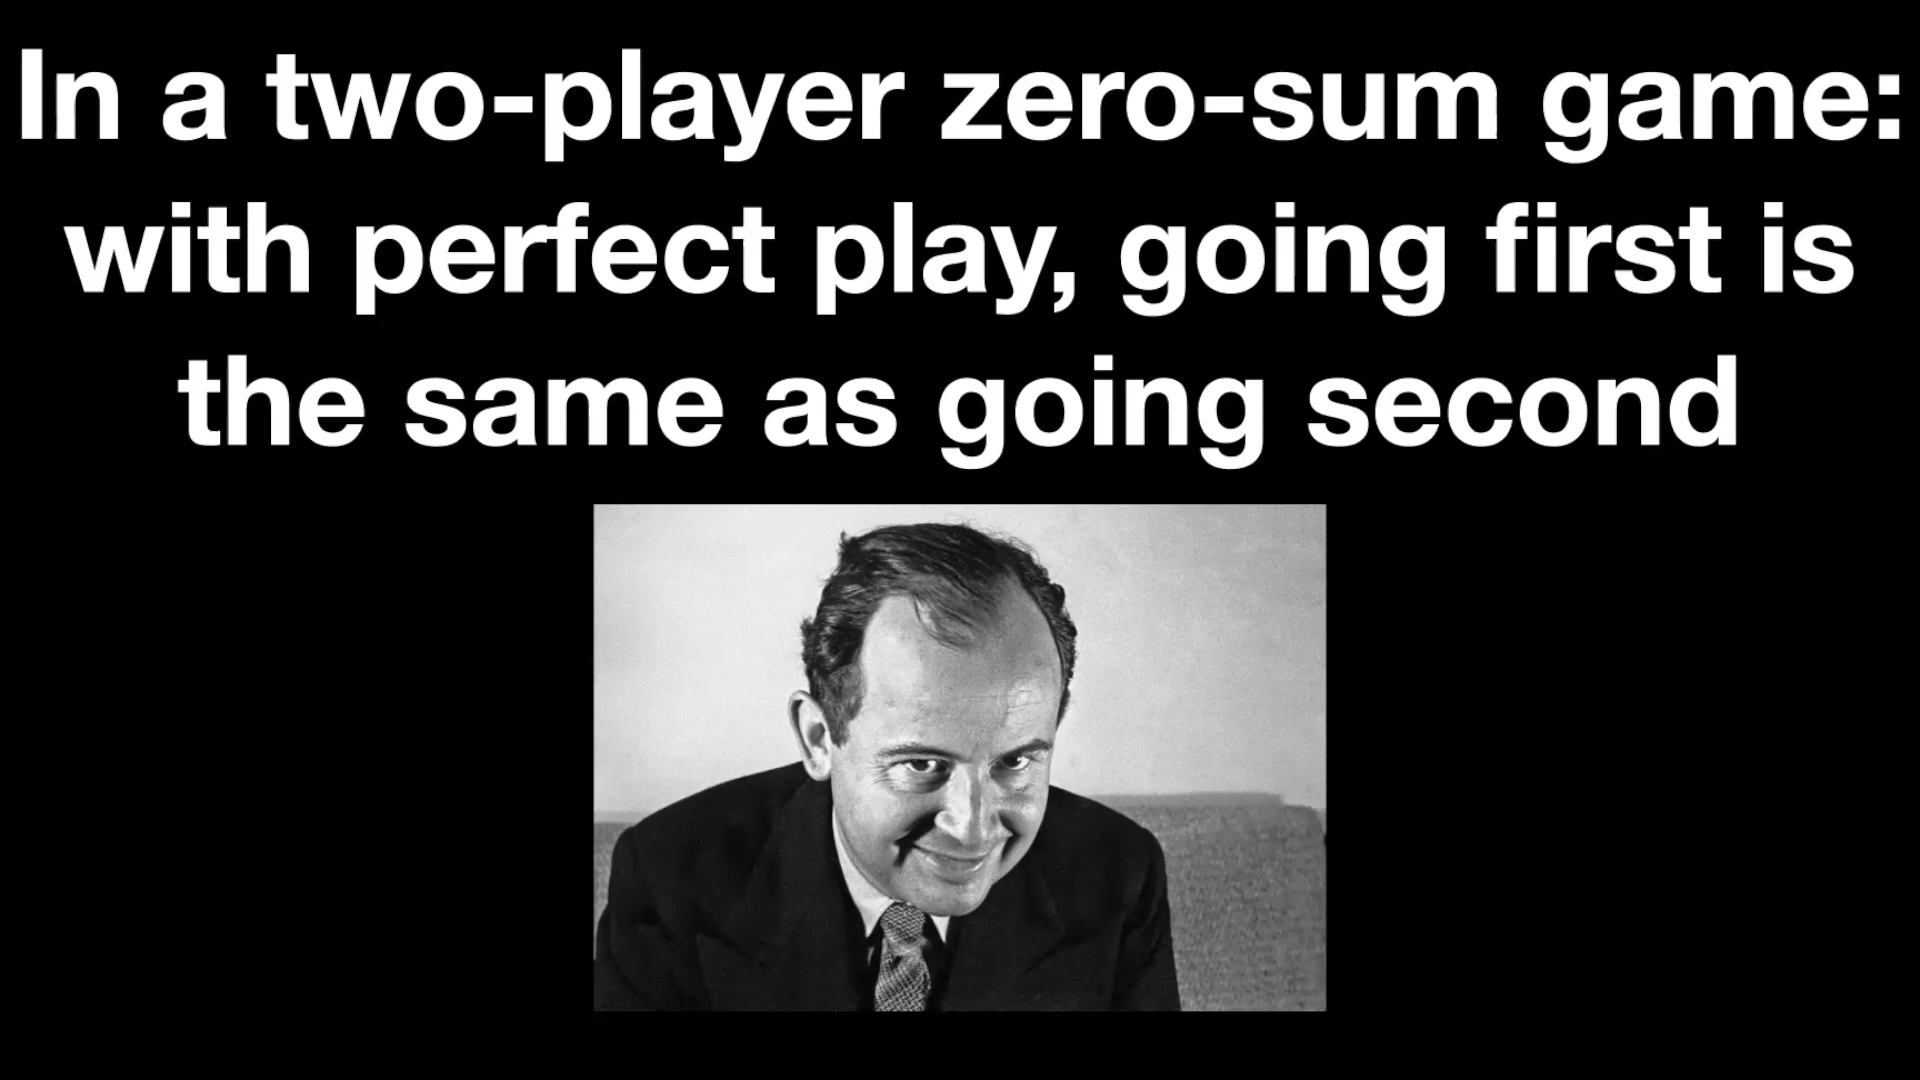 In a two-player zero-sum game:
with perfect play, going first is
the same as going second